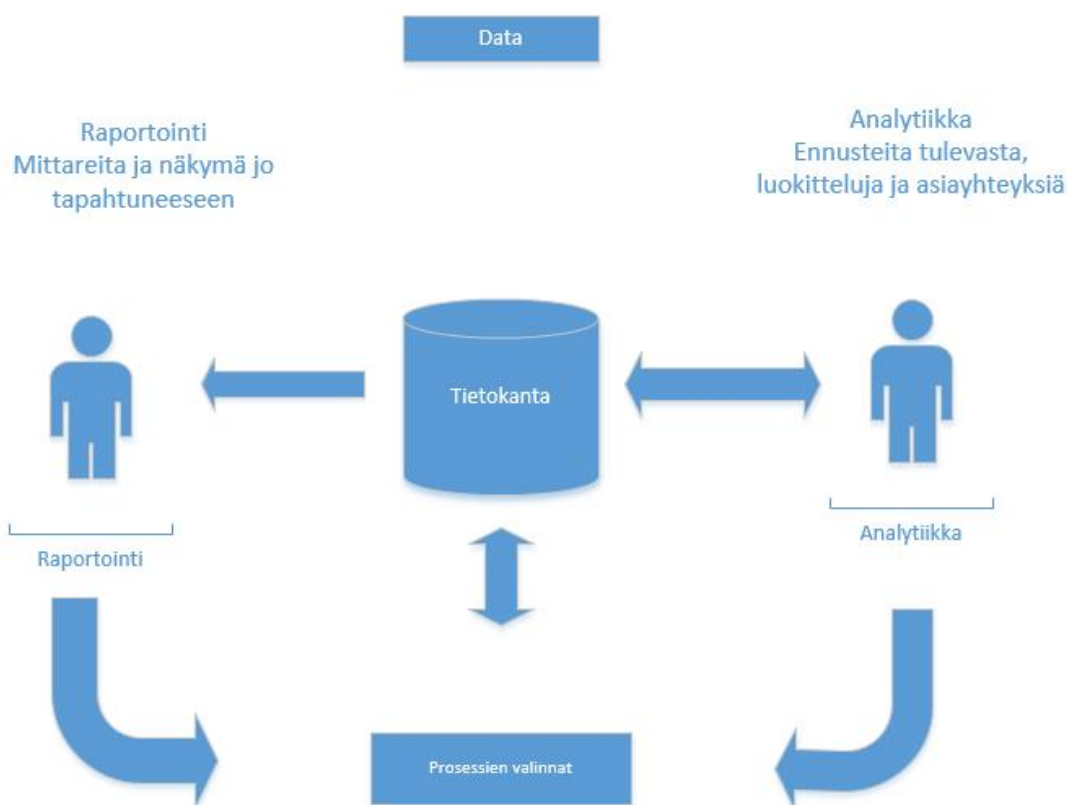 Data
Raportointi
Mittareita ja näkymä jo
tapahtuneeseen
Analytiikka
Ennusteita tulevasta,
luokitteluja ja asiayhteyksiä
Tietokanta
Raportointi
Analytiikka
Prosessien valinnat